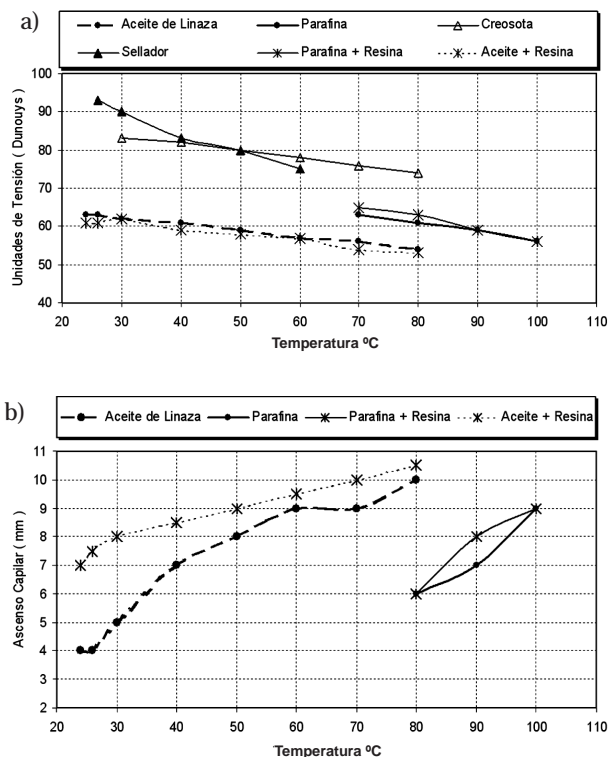 a)
Aceite de Linaza Parafina Creosota
Sellador Parafina + Resina Aceite + Resina
Unidades de Tensión ( Dunouys)
100
90
80
70
60
50
40
20 30 40 50 60 70 80 90 100 110
Temperatura ºC
b)
Aceite de Linaza Parafina Parafina + Resina Aceite + Resina
Ascenso Capilar ( mm )
11
10
9
8
7
6
5
4
3
20 30 40 50 60 70 80 90 100 110
Temperatura ºC